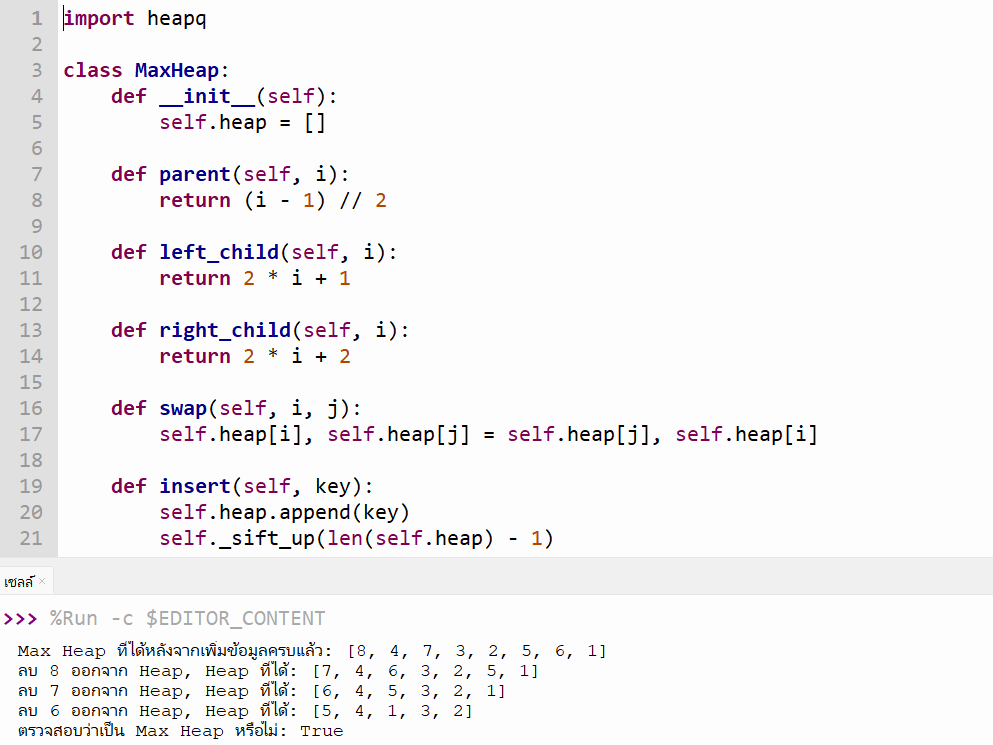 1 import heapq
2
3 class MaxHeap:
4     def __init__(self):
5         self.heap = []
6
7     def parent(self, i):
8         return (i - 1) // 2
9
10     def left_child(self, i):
11         return 2 * i + 1
12
13     def right_child(self, i):
14         return 2 * i + 2
15
16     def swap(self, i, j):
17         self.heap[i], self.heap[j] = self.heap[j], self.heap[i]
18
19     def insert(self, key):
20         self.heap.append(key)
21         self._sift_up(len(self.heap) - 1)
เชลล์ ×
>>> %Run -c $EDITOR_CONTENT
Max Heap ที่ได้หลังจากเพิ่มข้อมูลครบแล้ว: [8, 4, 7, 3, 2, 5, 6, 1]
ลบ 8 ออกจาก Heap, Heap ที่ได้: [7, 4, 6, 3, 2, 5, 1]
ลบ 7 ออกจาก Heap, Heap ที่ได้: [6, 4, 5, 3, 2, 1]
ลบ 6 ออกจาก Heap, Heap ที่ได้: [5, 4, 1, 3, 2]
ตรวจสอบว่าเป็น Max Heap หรือไม่: True